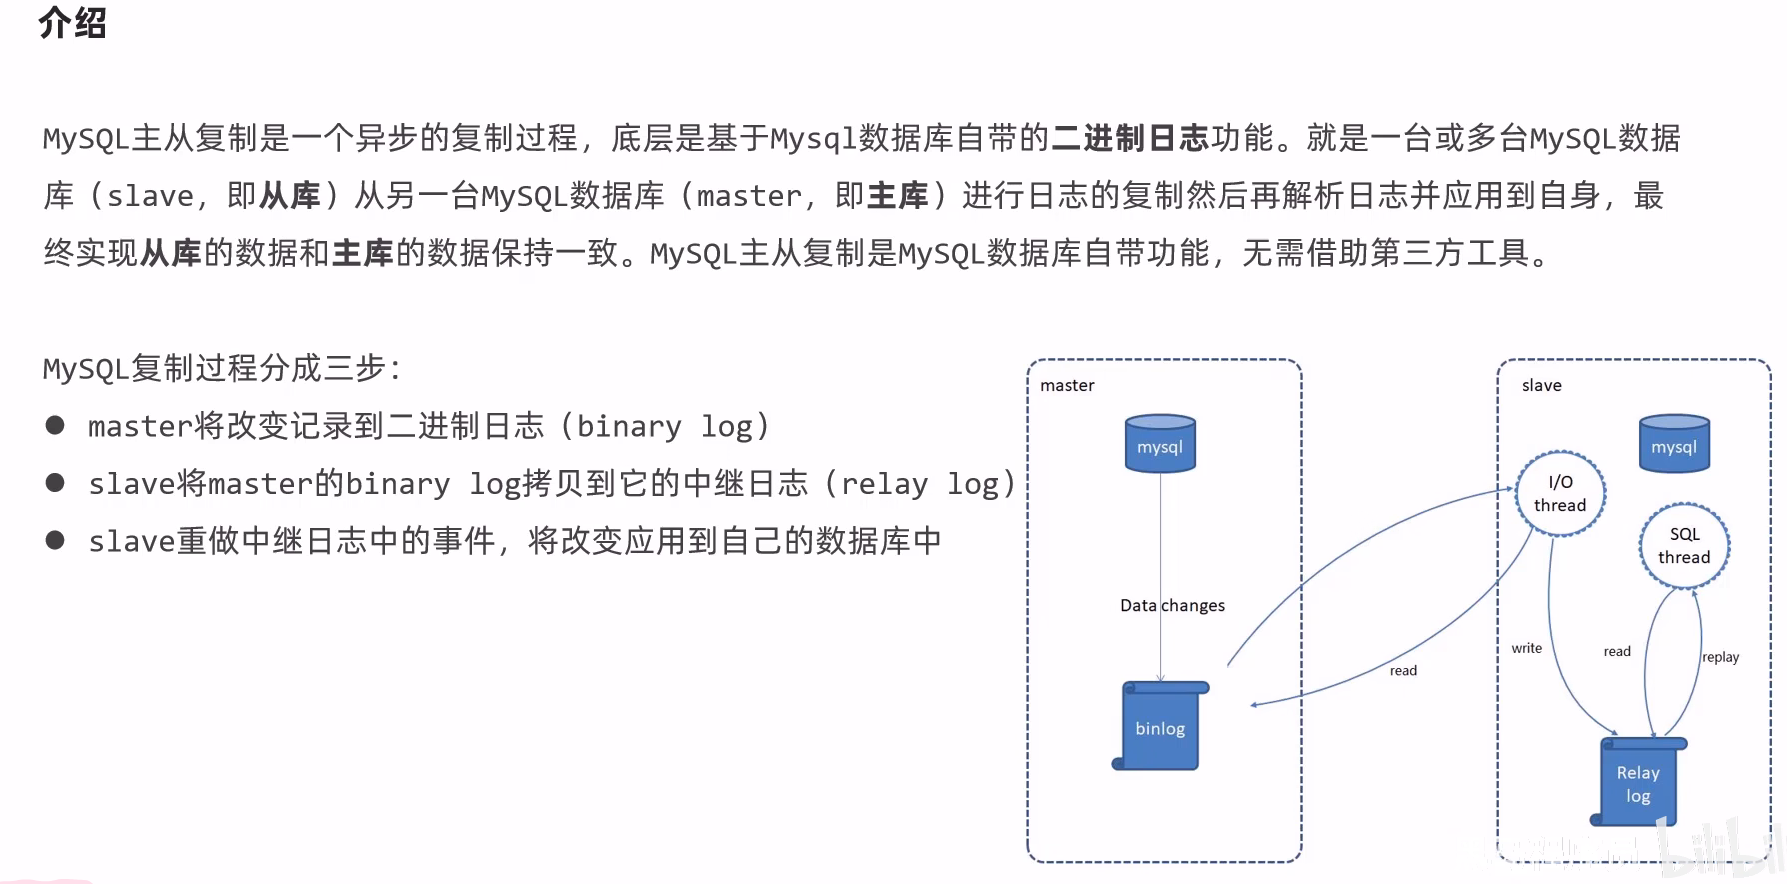 介绍
MySQL主从复制是一个异步的复制过程，底层是基于Mysql数据库自带的二进制日志功能。就是一台或多台MySQL数据
库（slave，即从库）从另一台MySQL数据库（master，即主库）进行日志的复制然后再解析日志并应用到自身，最
终实现从库的数据和主库的数据保持一致。MySQL主从复制是MySQL数据库自带功能，无需借助第三方工具。
MySQL复制过程分成三步：
● master将改变记录到二进制日志（binary log）
● slave将master的binary log拷贝到它的中继日志（relay log）
● slave重做中继日志中的事件，将改变应用到自己的数据库中
master
mysql
Data changes
binlog
read
slave
mysql
I/O
thread
SQL
thread
write
read
replay
Relay
log
bilibili